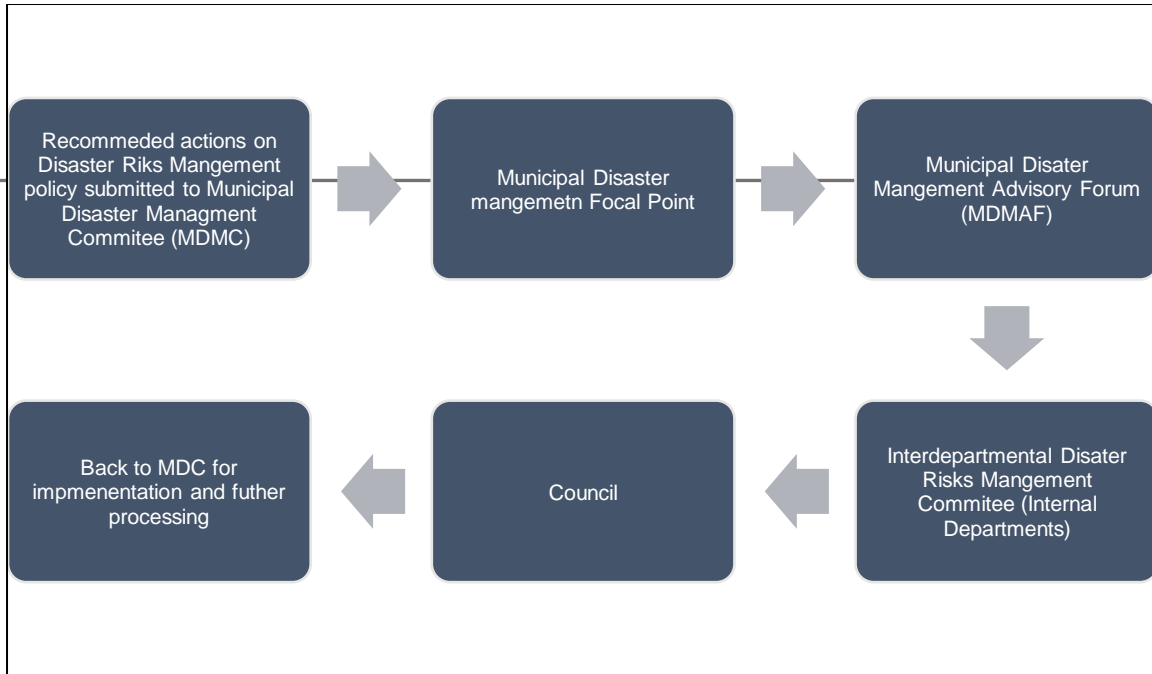 Recommeded actions on
Disaster Riks Mangement
policy submitted to Municipal
Disaster Managment
Commitee (MDMC)
Municipal Disaster
mangemetn Focal Point
Municipal Disater
Mangement Advisory Forum
(MDMAF)
Interdepartmental Disater
Risks Mangement
Commitee (Internal
Departments)
Council
Back to MDC for
impmenentation and futher
processing